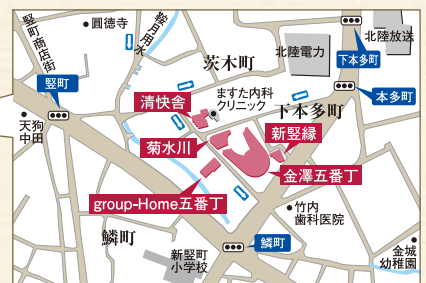 竪町商店街
圓徳寺
鞍月用水
北陸電力
北陸放送
下本多町
茨木町
竪町
清快舎
ますた内科
クリニック
下本多町
本多町
天狗
中田
菊水川
新竪縁
金澤五番丁
group-Home五番丁
竹内
歯科医院
鱗町
新竪町
小学校
鱗町
金城
幼稚園